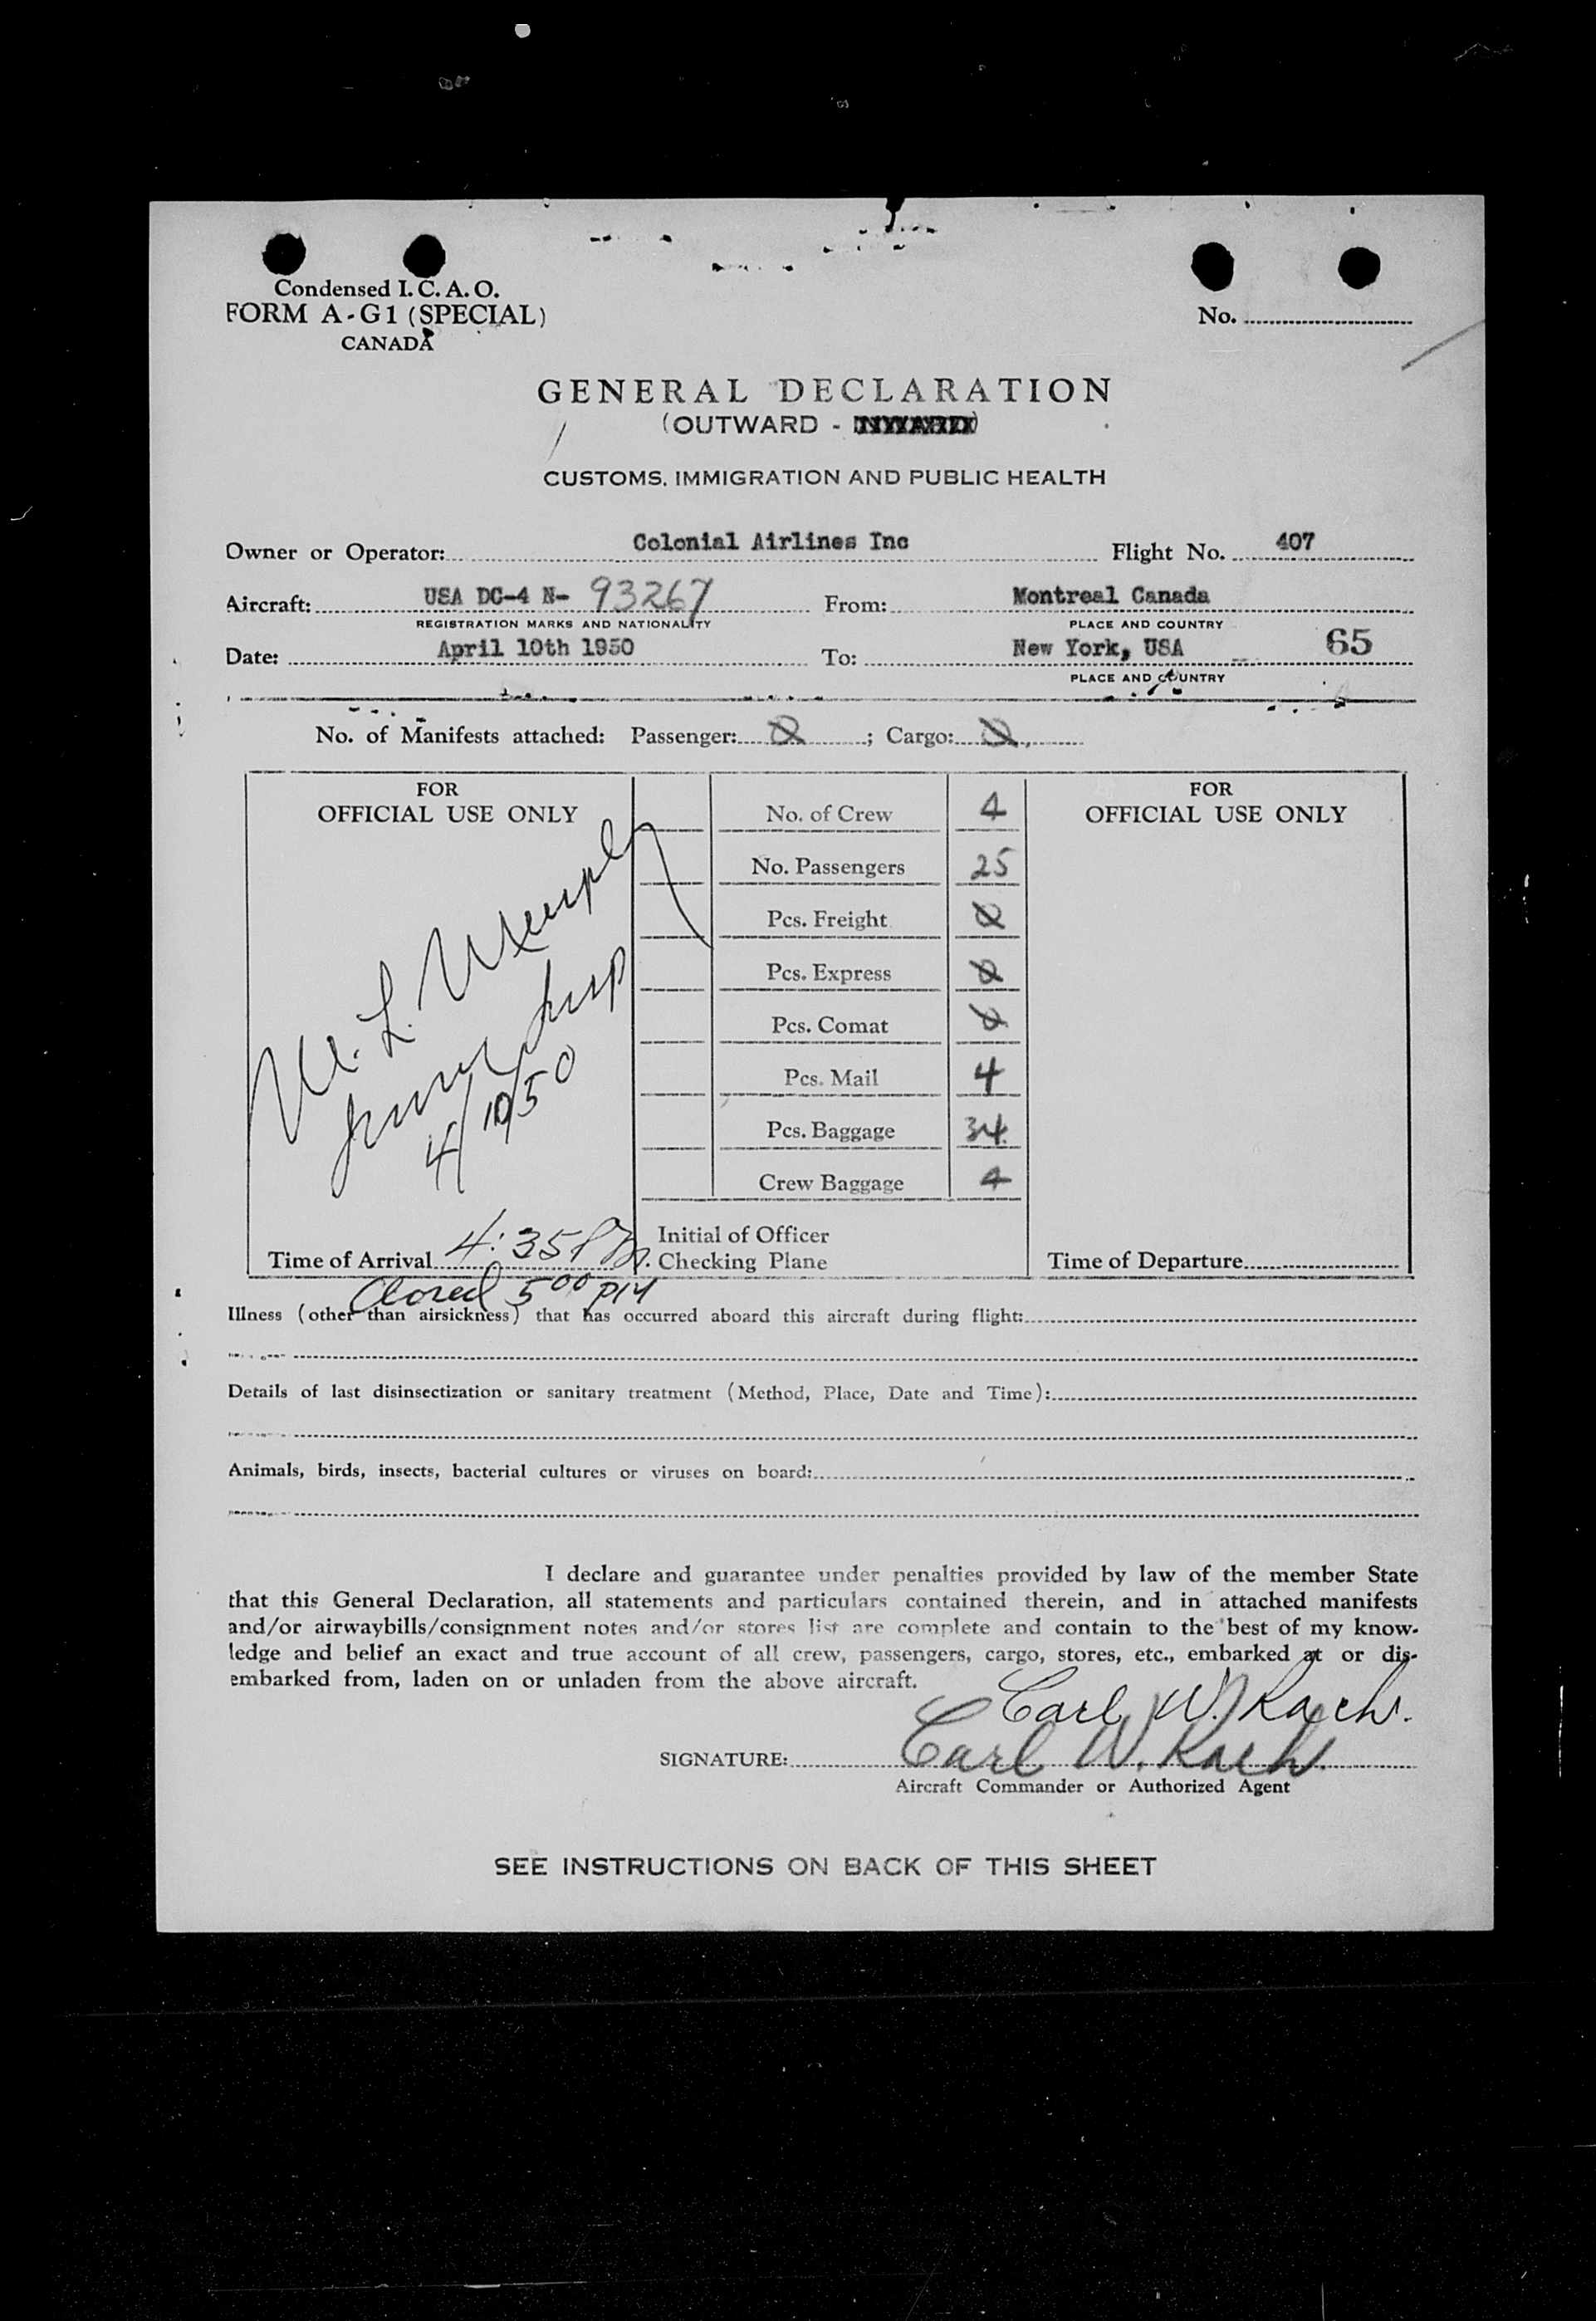 Condensed I.C.A.O.
FORM A-G1 (SPECIAL)
CANADA
No.
GENERAL DECLARATION
(OUTWARD - )
CUSTOMS, IMMIGRATION AND PUBLIC HEALTH
Owner or Operator: Colonial Airlines Inc Flight No. 407
Aircraft: USA DC-4 N- 93267 From: Montreal Canada
REGISTRATION MARKS AND NATIONALITY PLACE AND COUNTRY
Date: April 10th 1950 To: New York, USA 65
PLACE AND COUNTRY
No. of Manifests attached: Passenger: 0 ; Cargo: 0
FOR OFFICIAL USE ONLY
L.
4/10/50
Time of Arrival 4:35 PM.
Closed 5 00 PM
No. of Crew 4
No. Passengers 25
Pcs. Freight 0
Pcs. Express 0
Pcs. Comat 0
Pcs. Mail 4
Pcs. Baggage 34
Crew Baggage 4
Initial of Officer
Checking Plane
FOR OFFICIAL USE ONLY
Time of Departure
Illness (other than airsickness) that has occurred aboard this aircraft during flight:
Details of last disinsectization or sanitary treatment (Method, Place, Date and Time):
Animals, birds, insects, bacterial cultures or viruses on board:
I declare and guarantee under penalties provided by law of the member State
that this General Declaration, all statements and particulars contained therein, and in attached manifests
and/or airwaybills/consignment notes and/or stores list are complete and contain to the best of my know-
ledge and belief an exact and true account of all crew, passengers, cargo, stores, etc., embarked at or dis-
embarked from, laden on or unladen from the above aircraft.
Carl W.
SIGNATURE: Carl W.
Aircraft Commander or Authorized Agent
SEE INSTRUCTIONS ON BACK OF THIS SHEET